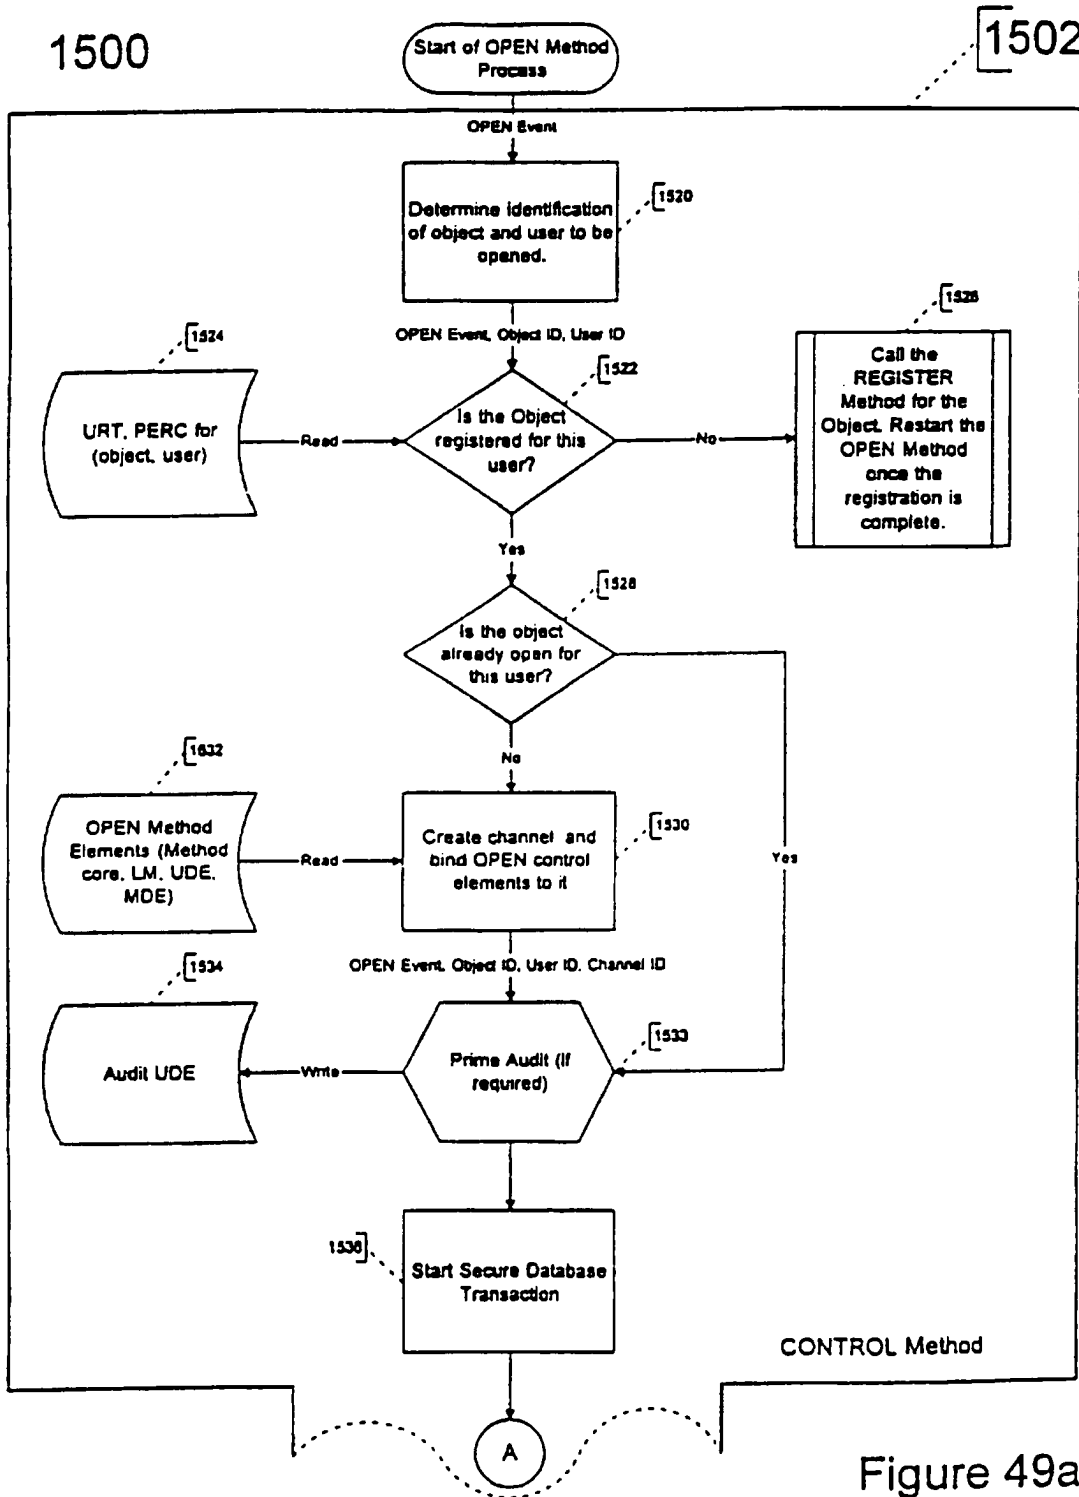 1500
Start of OPEN Method
Process
1502
OPEN Event
Determine identification
of object and user to be
opened.
1520
OPEN Event, Object ID, User ID
1524
URT, PERC for
(object, user)
Read
1522
Is the Object
registered for this
user?
No
1526
Call the
REGISTER
Method for the
Object. Restart the
OPEN Method
once the
registration is
complete.
Yes
1528
Is the object
already open for
this user?
Yes
No
1532
OPEN Method
Elements (Method
core, LM, UDE,
MDE)
Read
1530
Create channel and
bind OPEN control
elements to it
OPEN Event, Object ID, User ID, Channel ID
1534
Audit UDE
Write
1533
Prime Audit (if
required)
1536
Start Secure Database
Transaction
CONTROL Method
A
Figure 49a